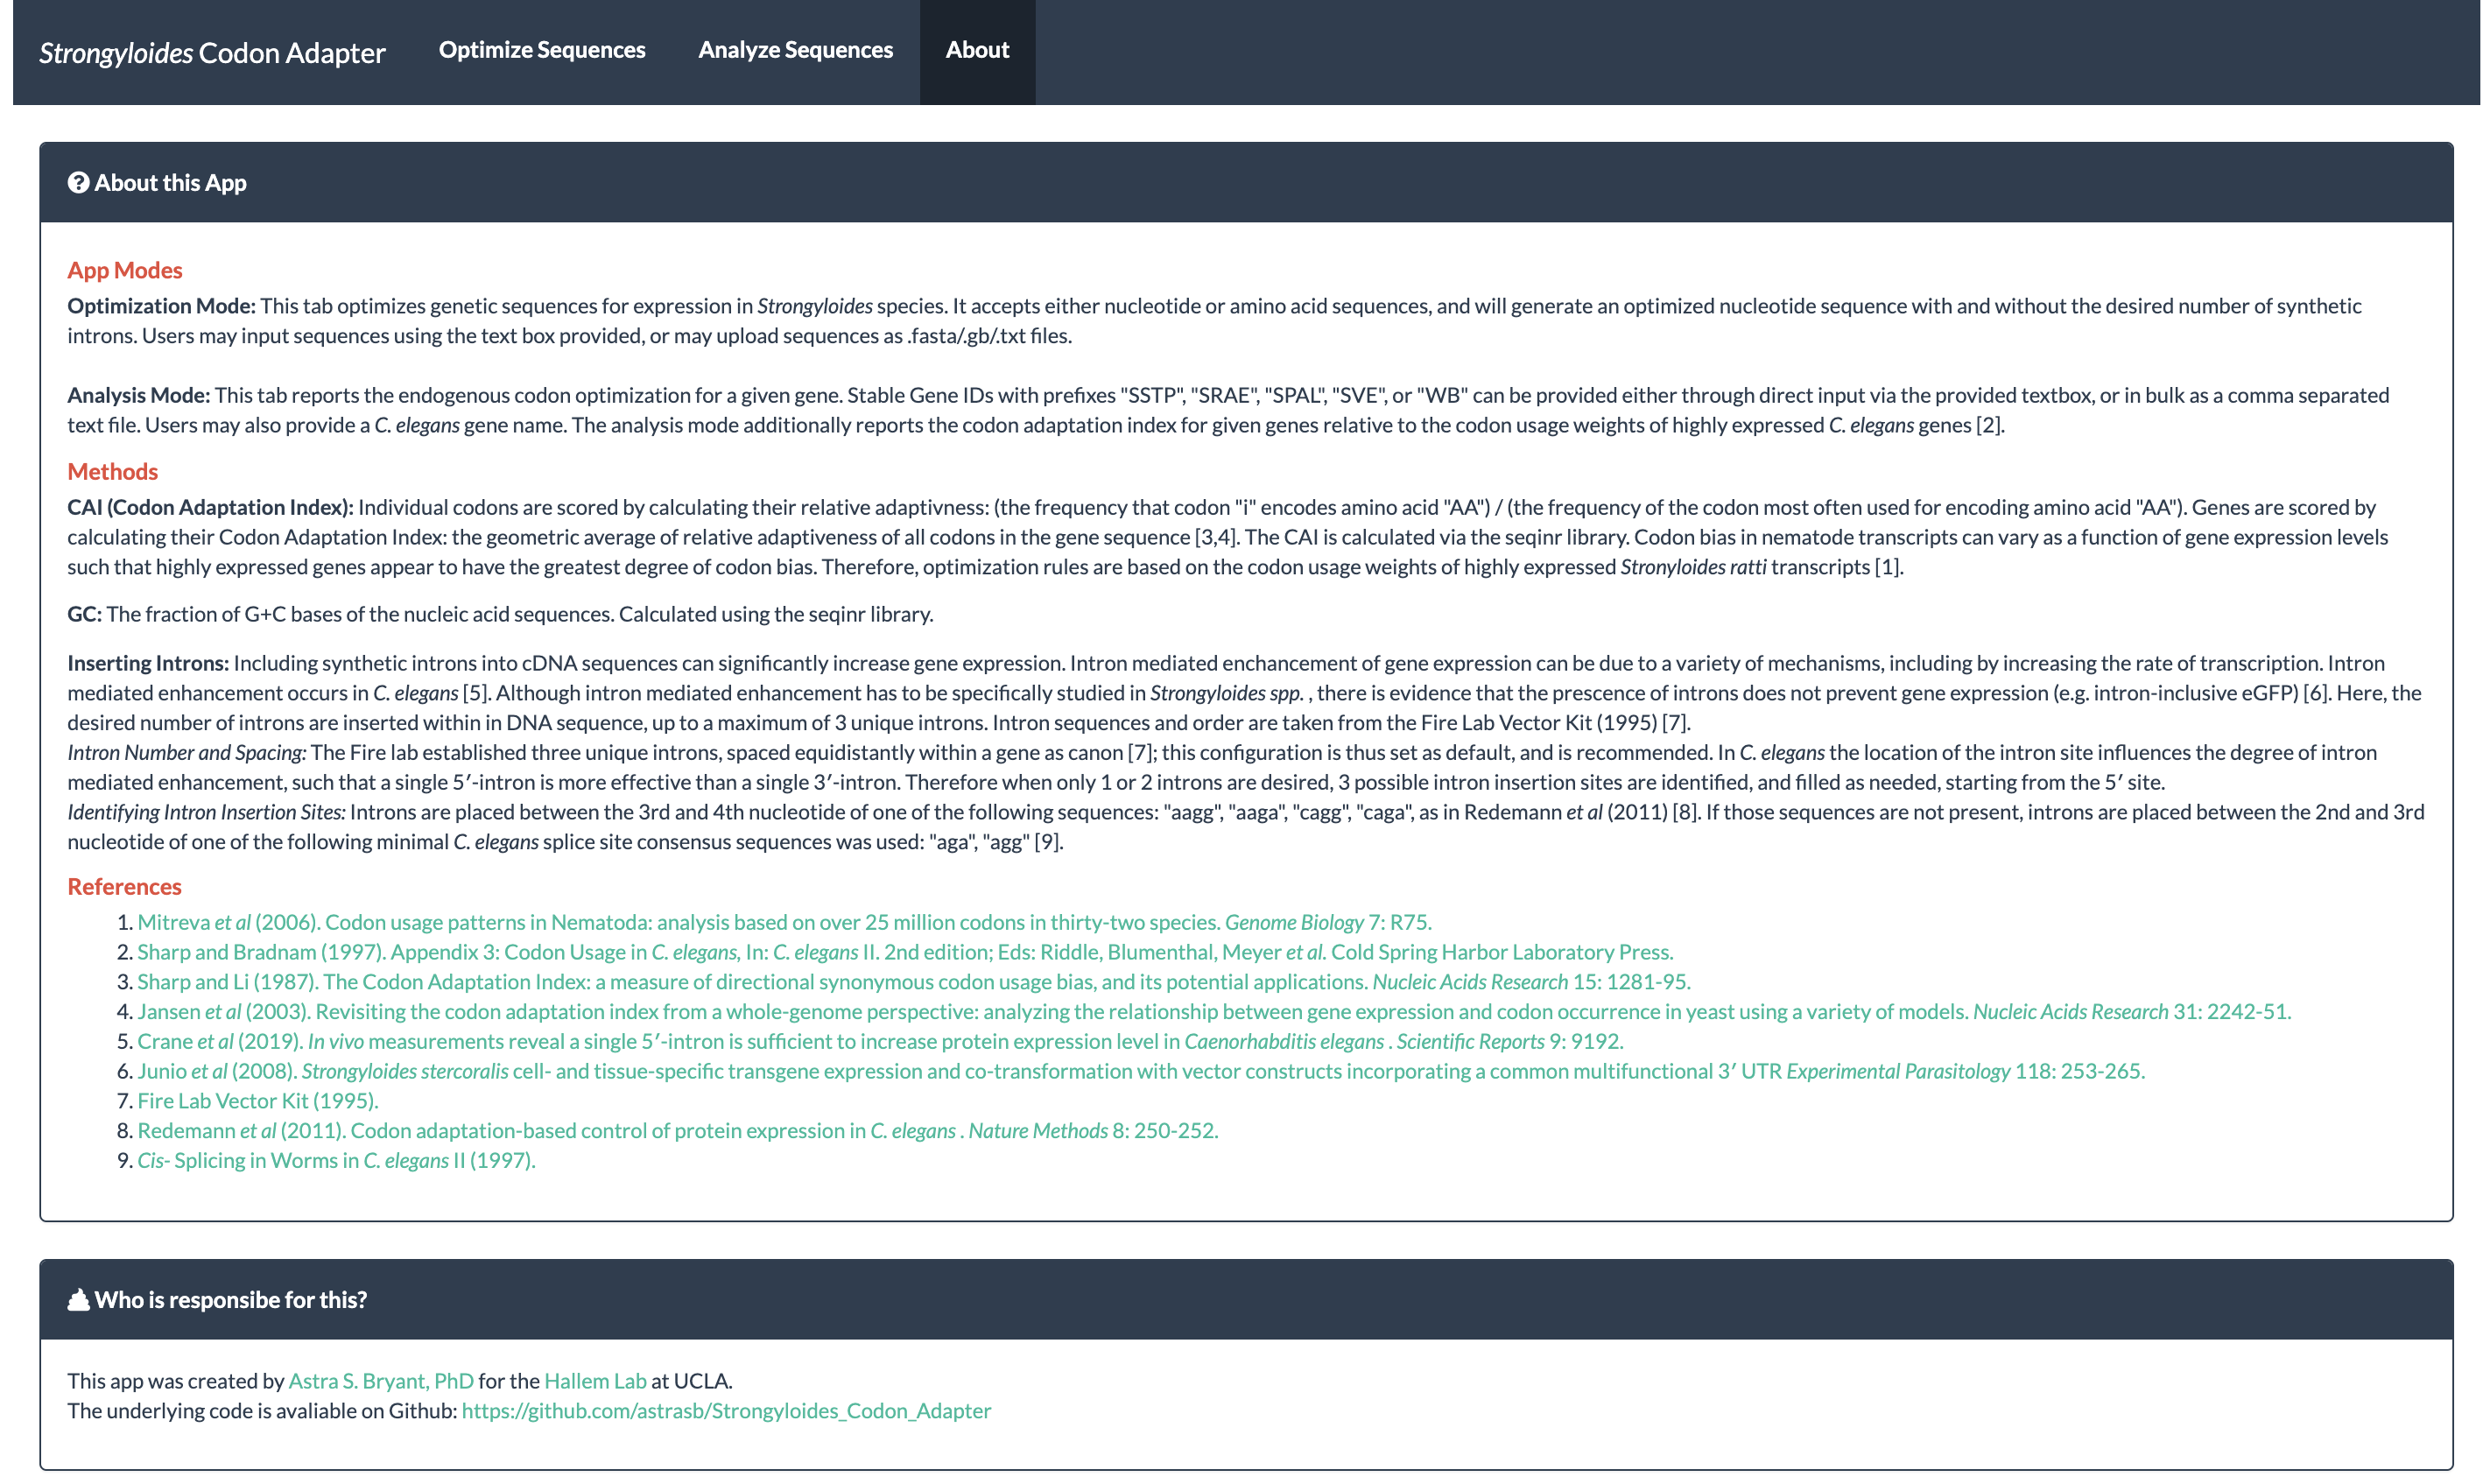 Strongyloides Codon Adapter
Optimize Sequences
Analyze Sequences
About
About this App
App Modes
Optimization Mode: This tab optimizes genetic sequences for expression in Strongyloides species. It accepts either nucleotide or amino acid sequences, and will generate an optimized nucleotide sequence with and without the desired number of synthetic
introns. Users may input sequences using the text box provided, or may upload sequences as .fasta/.gb/.txt files.
Analysis Mode: This tab reports the endogenous codon optimization for a given gene. Stable Gene IDs with prefixes "SSTP", "SRAE", "SPAL", "SVE", or "WB" can be provided either through direct input via the provided textbox, or in bulk as a comma separated
text file. Users may also provide a C. elegans gene name. The analysis mode additionally reports the codon adaptation index for given genes relative to the codon usage weights of highly expressed C. elegans genes [2].
Methods
CAI (Codon Adaptation Index): Individual codons are scored by calculating their relative adaptivness: (the frequency that codon "i" encodes amino acid "AA") / (the frequency of the codon most often used for encoding amino acid "AA"). Genes are scored by
calculating their Codon Adaptation Index: the geometric average of relative adaptiveness of all codons in the gene sequence [3,4]. The CAI is calculated via the seqinr library. Codon bias in nematode transcripts can vary as a function of gene expression levels
such that highly expressed genes appear to have the greatest degree of codon bias. Therefore, optimization rules are based on the codon usage weights of highly expressed Stronyloides ratti transcripts [1].
GC: The fraction of G+C bases of the nucleic acid sequences. Calculated using the seqinr library.
Inserting Introns: Including synthetic introns into cDNA sequences can significantly increase gene expression. Intron mediated enchancement of gene expression can be due to a variety of mechanisms, including by increasing the rate of transcription. Intron
mediated enhancement occurs in C. elegans [5]. Although intron mediated enhancement has to be specifically studied in Strongyloides spp. , there is evidence that the prescence of introns does not prevent gene expression (e.g. intron-inclusive eGFP) [6]. Here, the
desired number of introns are inserted within in DNA sequence, up to a maximum of 3 unique introns. Intron sequences and order are taken from the Fire Lab Vector Kit (1995) [7].
Intron Number and Spacing: The Fire lab established three unique introns, spaced equidistantly within a gene as canon [7]; this configuration is thus set as default, and is recommended. In C. elegans the location of the intron site influences the degree of intron
mediated enhancement, such that a single 5′-intron is more effective than a single 3′-intron. Therefore when only 1 or 2 introns are desired, 3 possible intron insertion sites are identified, and filled as needed, starting from the 5′ site.
Identifying Intron Insertion Sites: Introns are placed between the 3rd and 4th nucleotide of one of the following sequences: "aagg", "aaga", "cagg", "caga", as in Redemann et al (2011) [8]. If those sequences are not present, introns are placed between the 2nd and 3rd
nucleotide of one of the following minimal C. elegans splice site consensus sequences was used: "aga", "agg" [9].
References
1. Mitreva et al (2006). Codon usage patterns in Nematoda: analysis based on over 25 million codons in thirty-two species. Genome Biology 7: R75.
2. Sharp and Bradnam (1997). Appendix 3: Codon Usage in C. elegans, In: C. elegans II. 2nd edition; Eds: Riddle, Blumenthal, Meyer et al. Cold Spring Harbor Laboratory Press.
3. Sharp and Li (1987). The Codon Adaptation Index: a measure of directional synonymous codon usage bias, and its potential applications. Nucleic Acids Research 15: 1281-95.
4. Jansen et al (2003). Revisiting the codon adaptation index from a whole-genome perspective: analyzing the relationship between gene expression and codon occurrence in yeast using a variety of models. Nucleic Acids Research 31: 2242-51.
5. Crane et al (2019). In vivo measurements reveal a single 5′-intron is sufficient to increase protein expression level in Caenorhabditis elegans . Scientific Reports 9: 9192.
6. Junio et al (2008). Strongyloides stercoralis cell- and tissue-specific transgene expression and co-transformation with vector constructs incorporating a common multifunctional 3′ UTR Experimental Parasitology 118: 253-265.
7. Fire Lab Vector Kit (1995).
8. Redemann et al (2011). Codon adaptation-based control of protein expression in C. elegans . Nature Methods 8: 250-252.
9. Cis- Splicing in Worms in C. elegans II (1997).
Who is responsibe for this?
This app was created by Astra S. Bryant, PhD for the Hallem Lab at UCLA.
The underlying code is avaliable on Github: https://github.com/astrasb/Strongyloides_Codon_Adapter